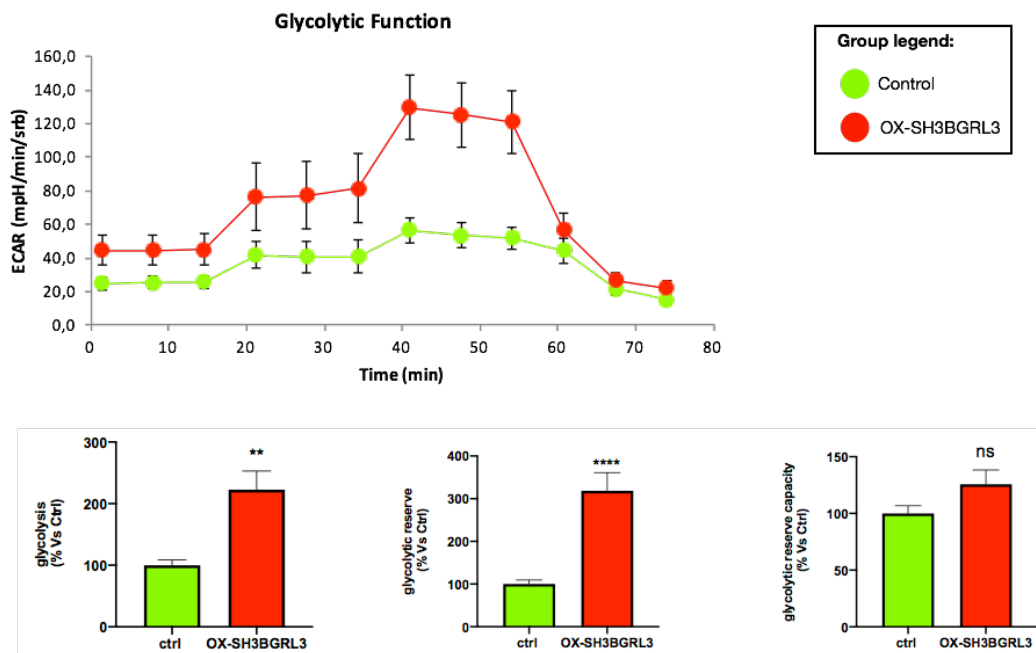 Glycolytic Function
Group legend:
Control
OX-SH3BGRL3
ECAR (mpH/min/srb)
160,0
140,0
120,0
100,0
80,0
60,0
40,0
20,0
0,0
0 10 20 30 40 50 60 70 80
Time (min)
glycolysis
(% Vs Ctrl)
300
200
100
0
**
ctrl OX-SH3BGRL3
glycolytic reserve
(% Vs Ctrl)
400
300
200
100
0
****
ctrl OX-SH3BGRL3
glycolytic reserve capacity
(% Vs Ctrl)
150
100
50
0
ns
ctrl OX-SH3BGRL3